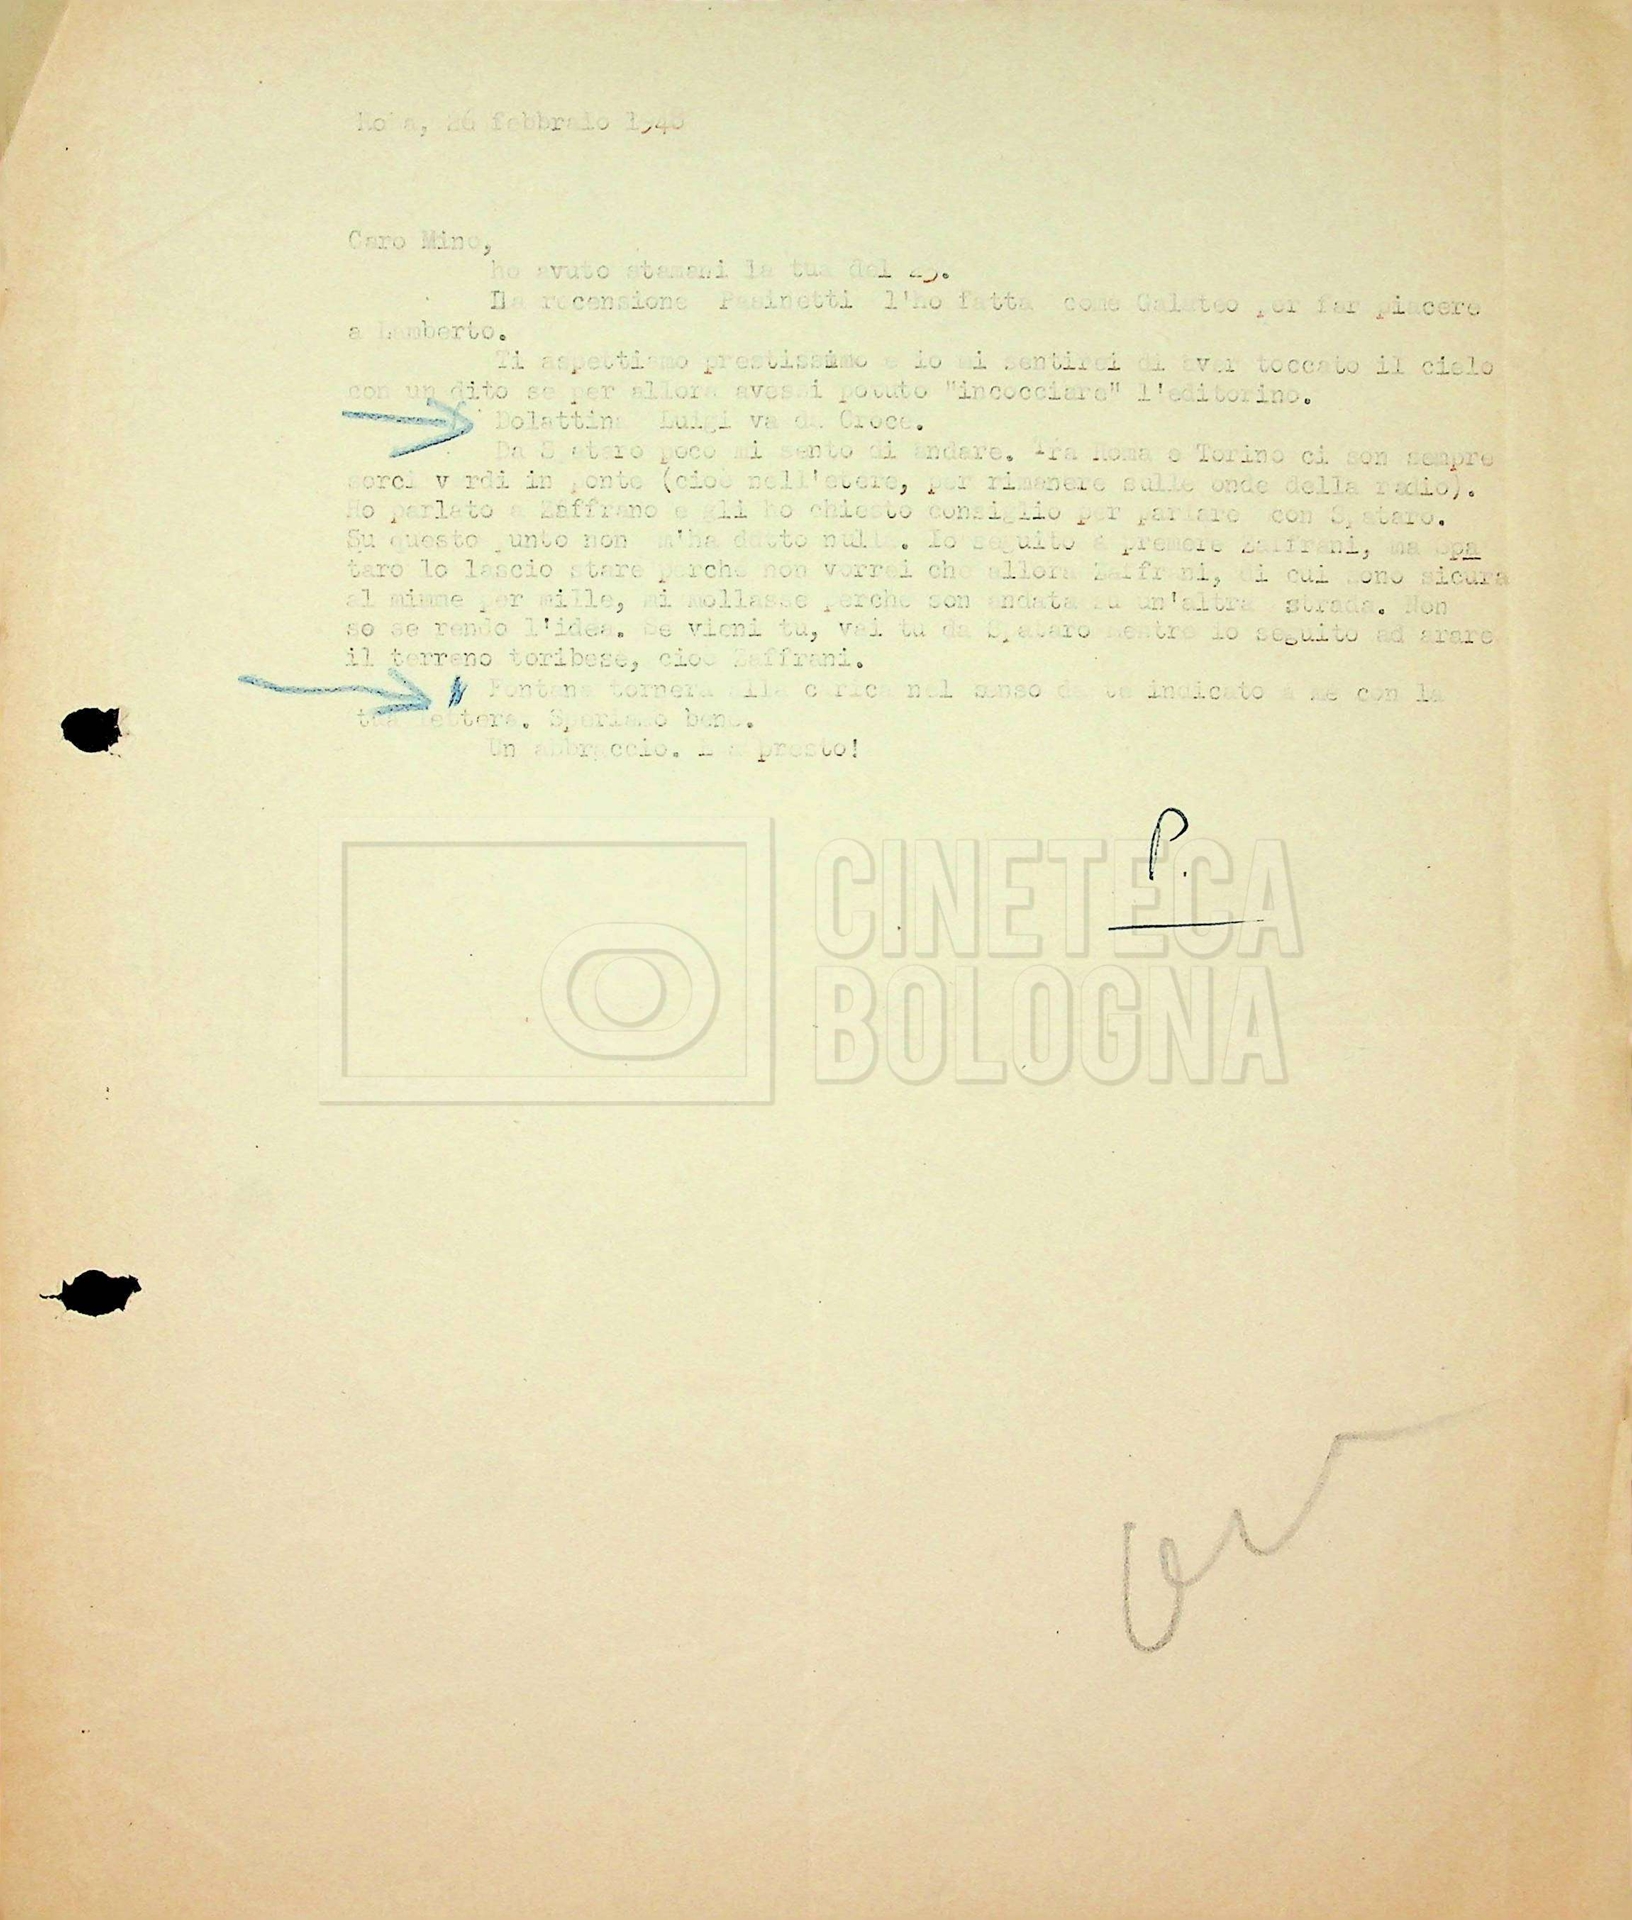 Roma, 26 febbraio 1948
Caro Mino,
ho avuto stamani la tua del 25.
La recensione Pasinetti l'ho fatta come Galateo per far piacere
a Lamberto.
Ti aspettiamo prestissimo e io mi sentirei di aver toccato il cielo
con un dito se per allora avessi potuto "incocciare" l'editorino.
Luigi va da Croce.
Da S ataro poco mi sento di andare. Tra Roma e Torino ci son sempre
sorci v rdi in ponte (cioè nell'etere, per rimanere sulle onde della radio).
Ho parlato a Zaffrano e gli ho chiesto consiglio per parlare con Spataro.
Su questo punto non m'ha detto nulla. Io seguito a premere Zaffrani, ma Spa
taro lo lascio stare perchè non vorrei che allora Zaffrani, di cui sono sicura
al mimne per mille, mi mollasse perchè son andata su un'altra strada. Non
so se rendo l'idea. Se vieni tu, vai tu da Spataro mentre io seguito ad arare
il terreno toribese, cioè Zaffrani.
Fontana tornerà alla carica nel senso da te indicato a me con la
tua lettera. Speriamo bene.
Un abbraccio. E a presto!
P.
CINETECA
BOLOGNA